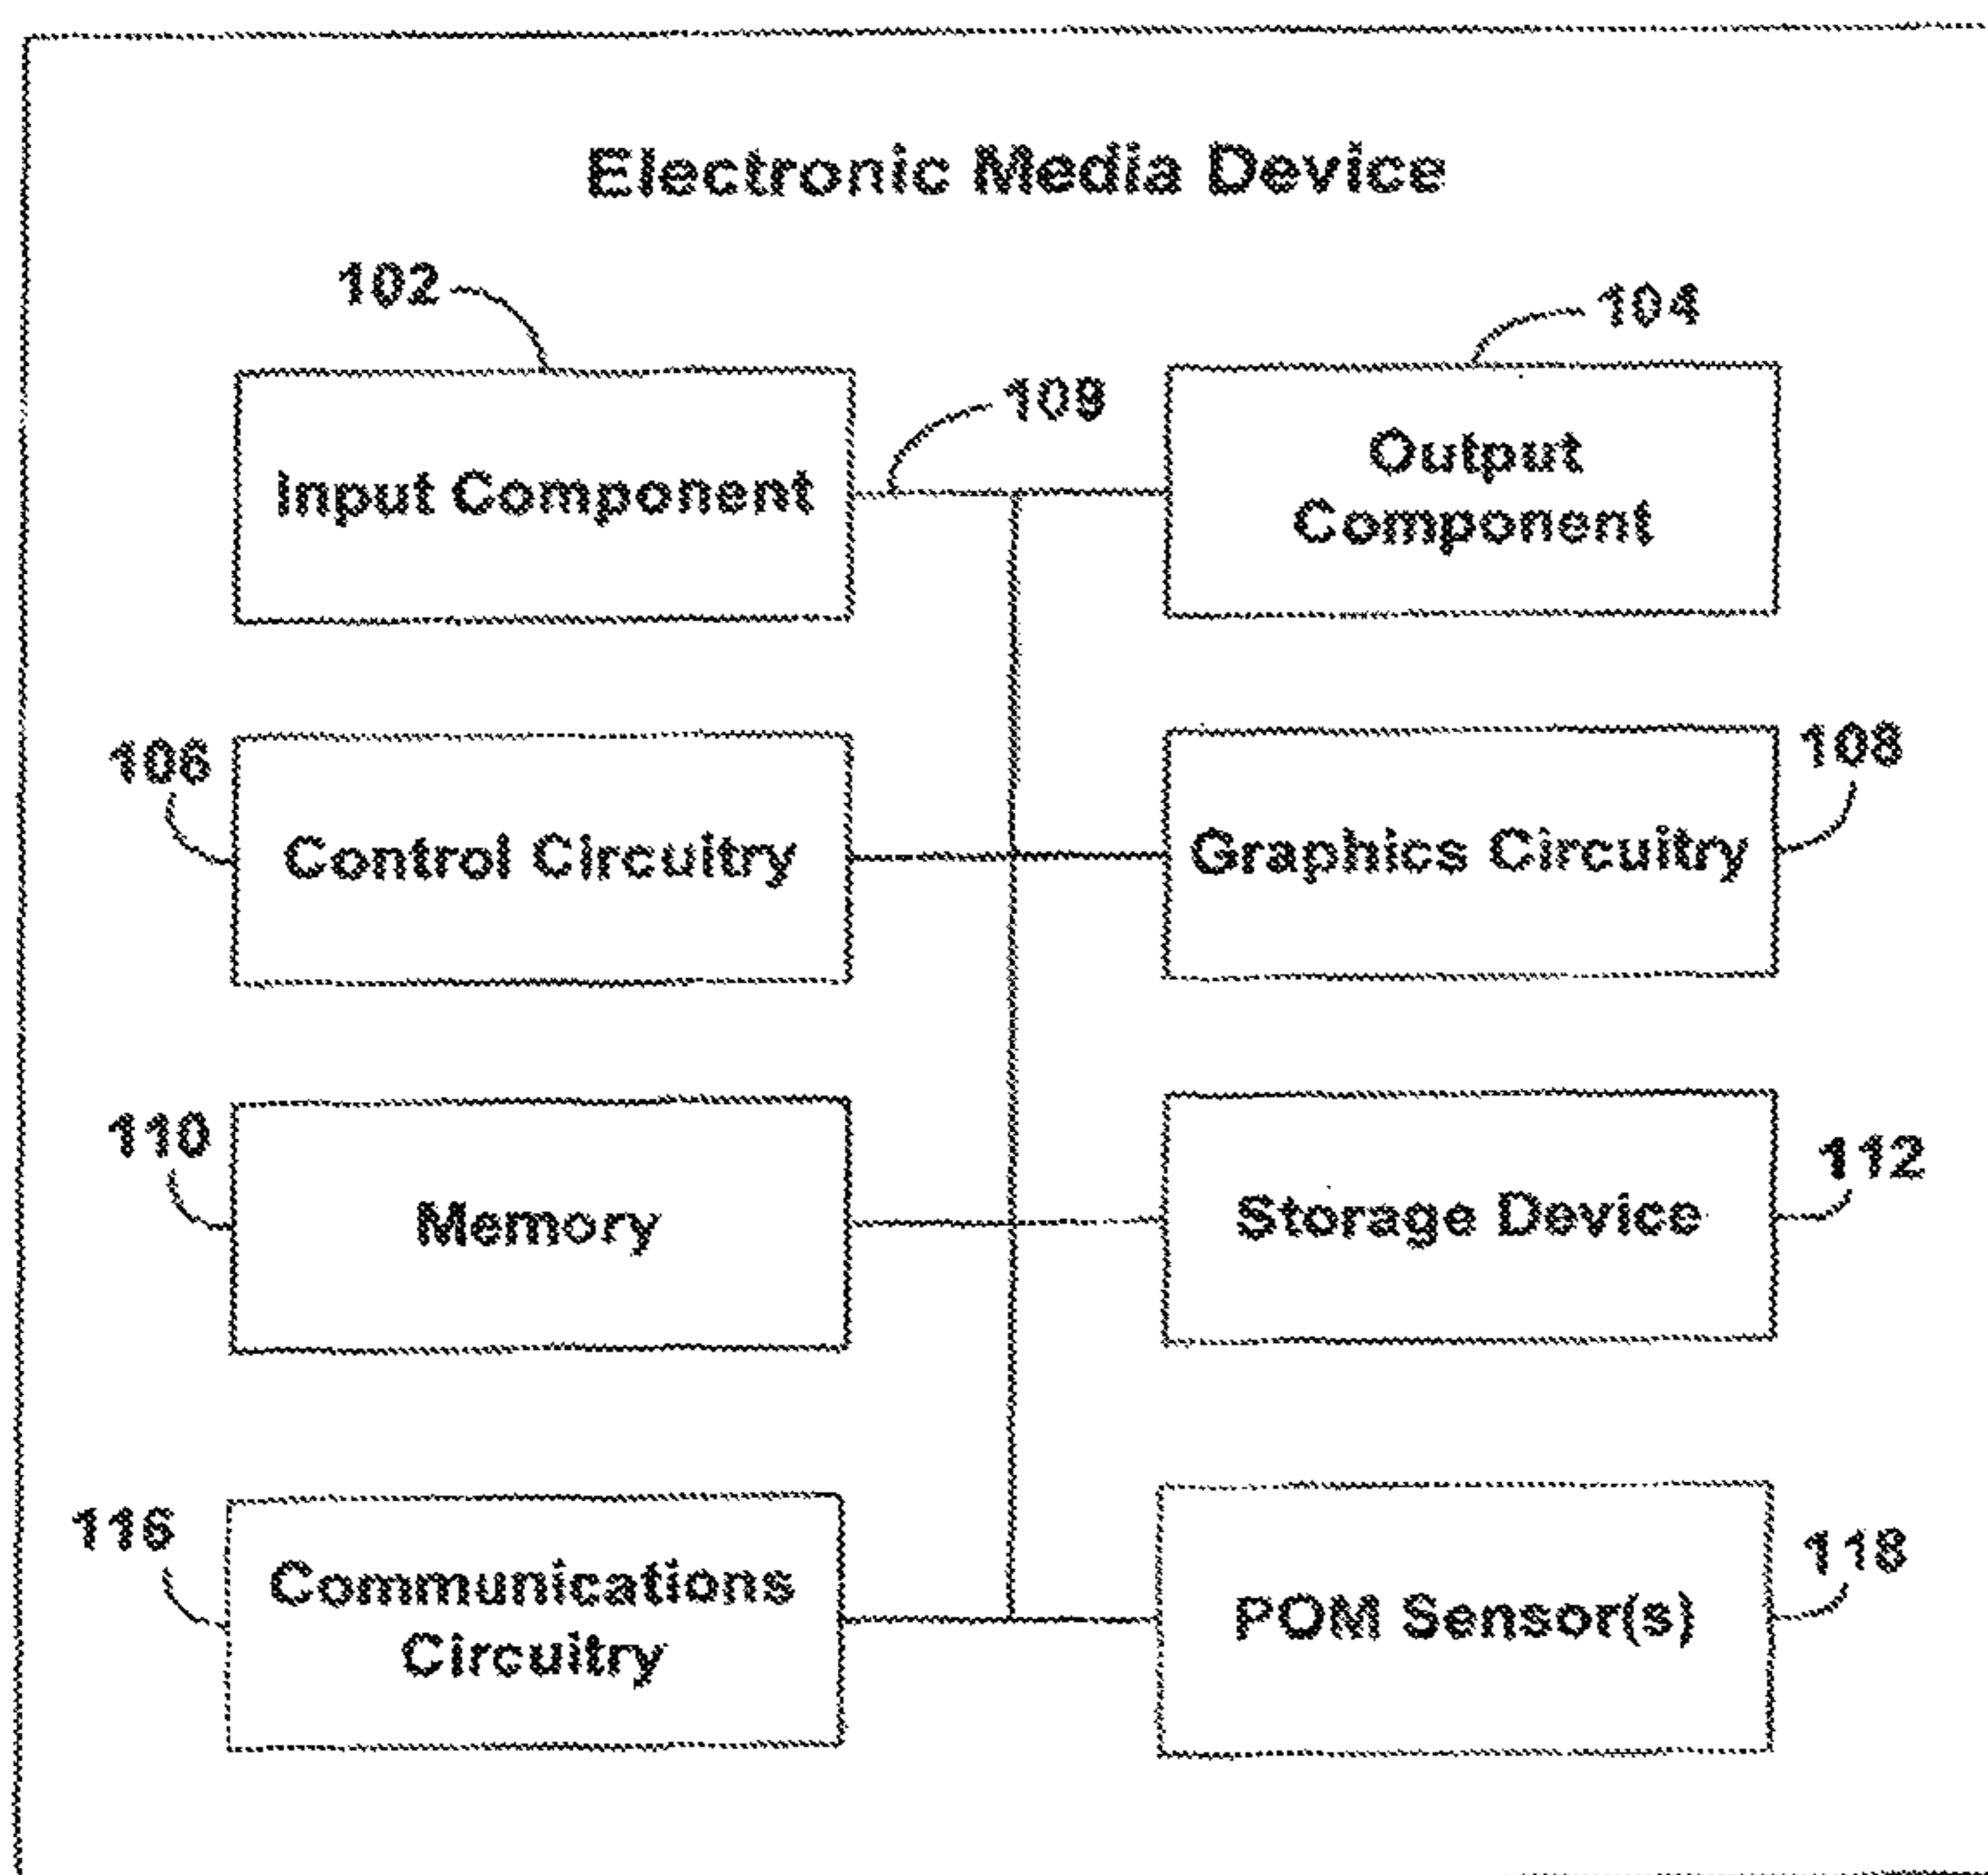 Electronic Media Device
102
104
109
Input Component
Output
Component
106
108
Control Circuitry
Graphics Circuitry
110
112
Memory
Storage Device
116
118
Communications
Circuitry
POM Sensor(s)